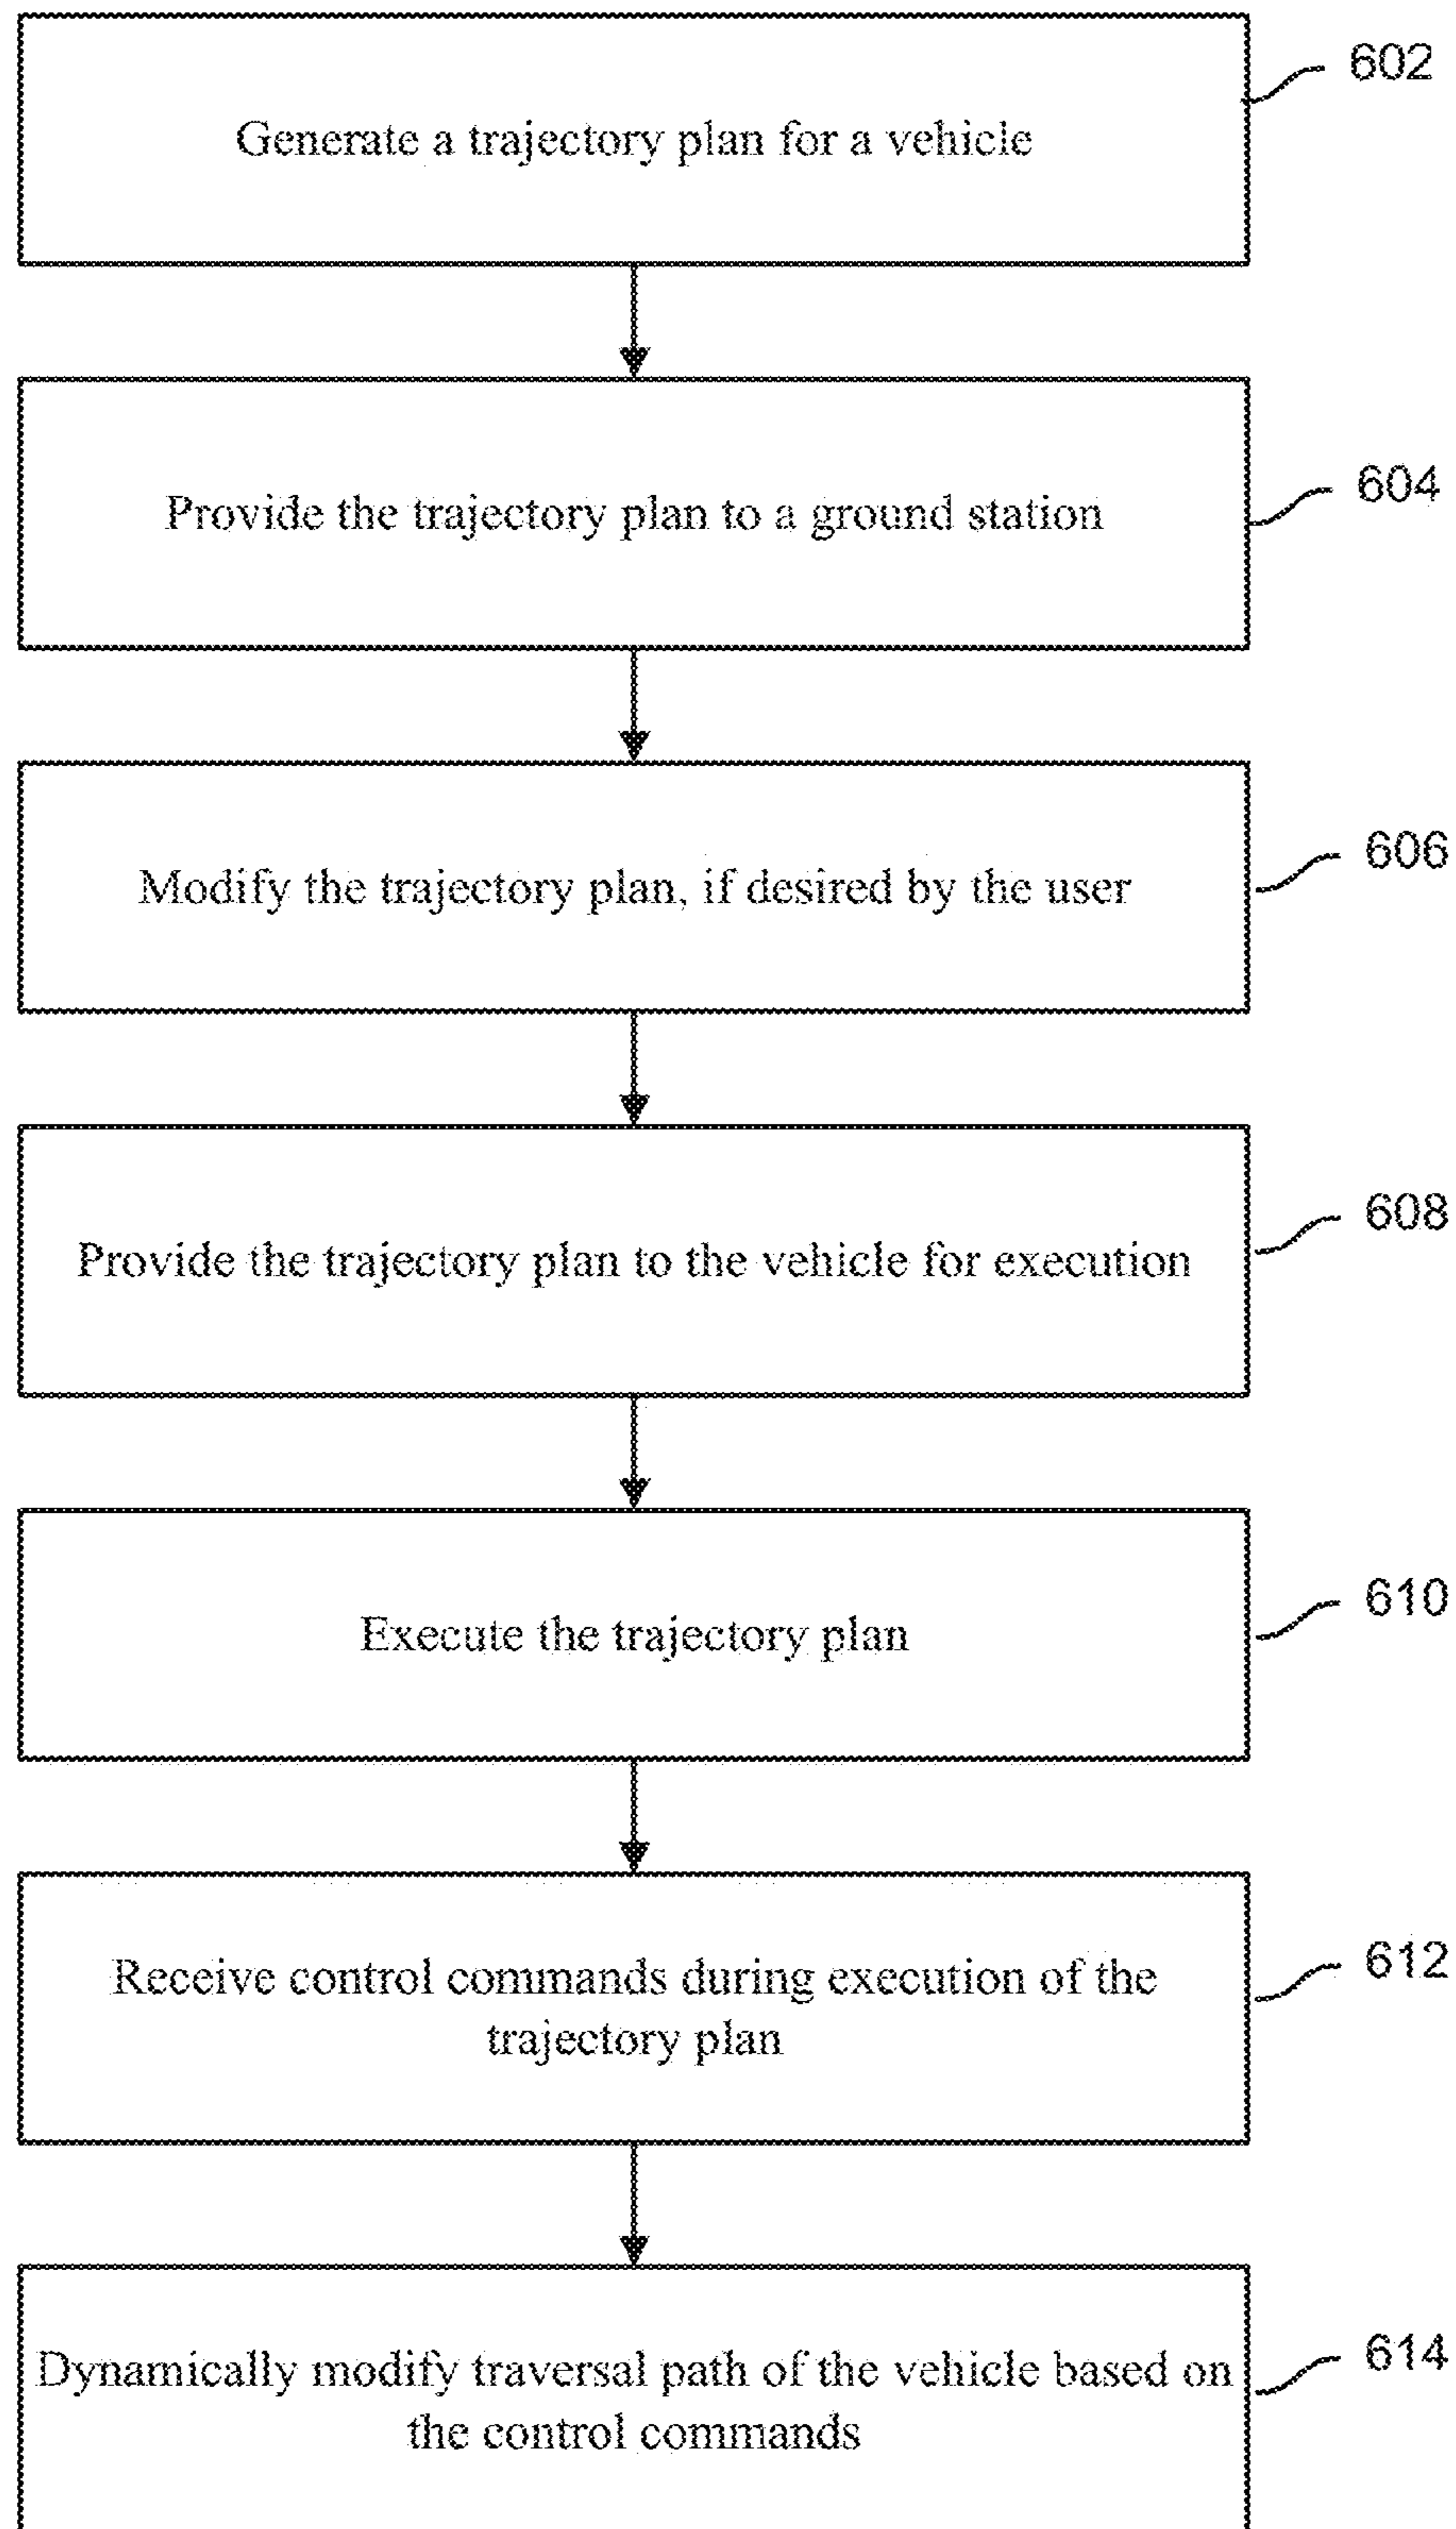 602
Generate a trajectory plan for a vehicle
604
Provide the trajectory plan to a ground station
606
Modify the trajectory plan, if desired by the user
608
Provide the trajectory plan to the vehicle for execution
610
Execute the trajectory plan
612
Receive control commands during execution of the
trajectory plan
614
Dynamically modify traversal path of the vehicle based on
the control commands